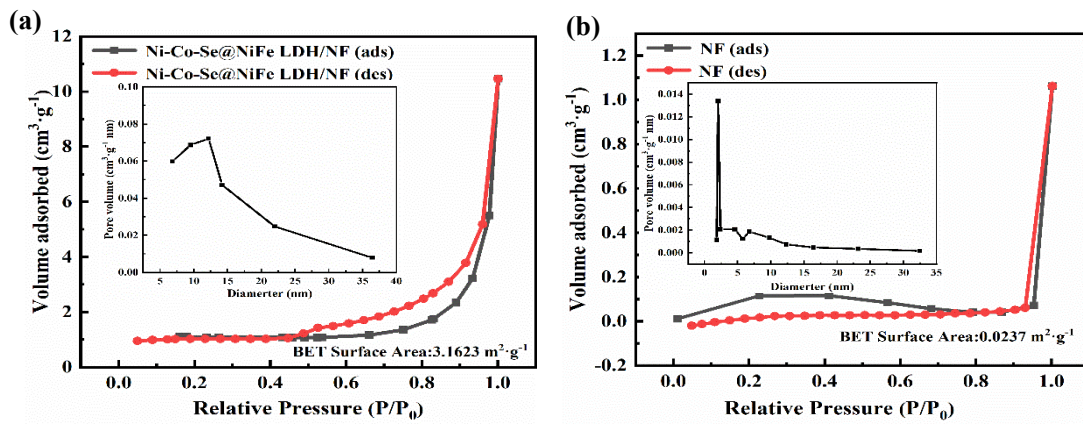 (a)
12
10
8
6
4
2
0
Volume adsorbed (cm³·g⁻¹)
Ni-Co-Se@NiFe LDH/NF (ads)
Ni-Co-Se@NiFe LDH/NF (des)
0.10
0.08
0.06
0.04
0.02
0.00
Pore volume (cm³·g⁻¹ nm)
5 10 15 20 25 30 35 40
Diamerter (nm)
BET Surface Area:3.1623 m²·g⁻¹
0.0 0.2 0.4 0.6 0.8 1.0
Relative Pressure (P/P₀)
(b)
1.2
1.0
0.8
0.6
0.4
0.2
0.0
-0.2
Volume adsorbed (cm³·g⁻¹)
NF (ads)
NF (des)
0.014
0.012
0.010
0.008
0.006
0.004
0.002
0.000
Pore volume (cm³·g⁻¹ nm)
0 5 10 15 20 25 30 35
Diamerter (nm)
BET Surface Area:0.0237 m²·g⁻¹
0.0 0.2 0.4 0.6 0.8 1.0
Relative Pressure (P/P₀)